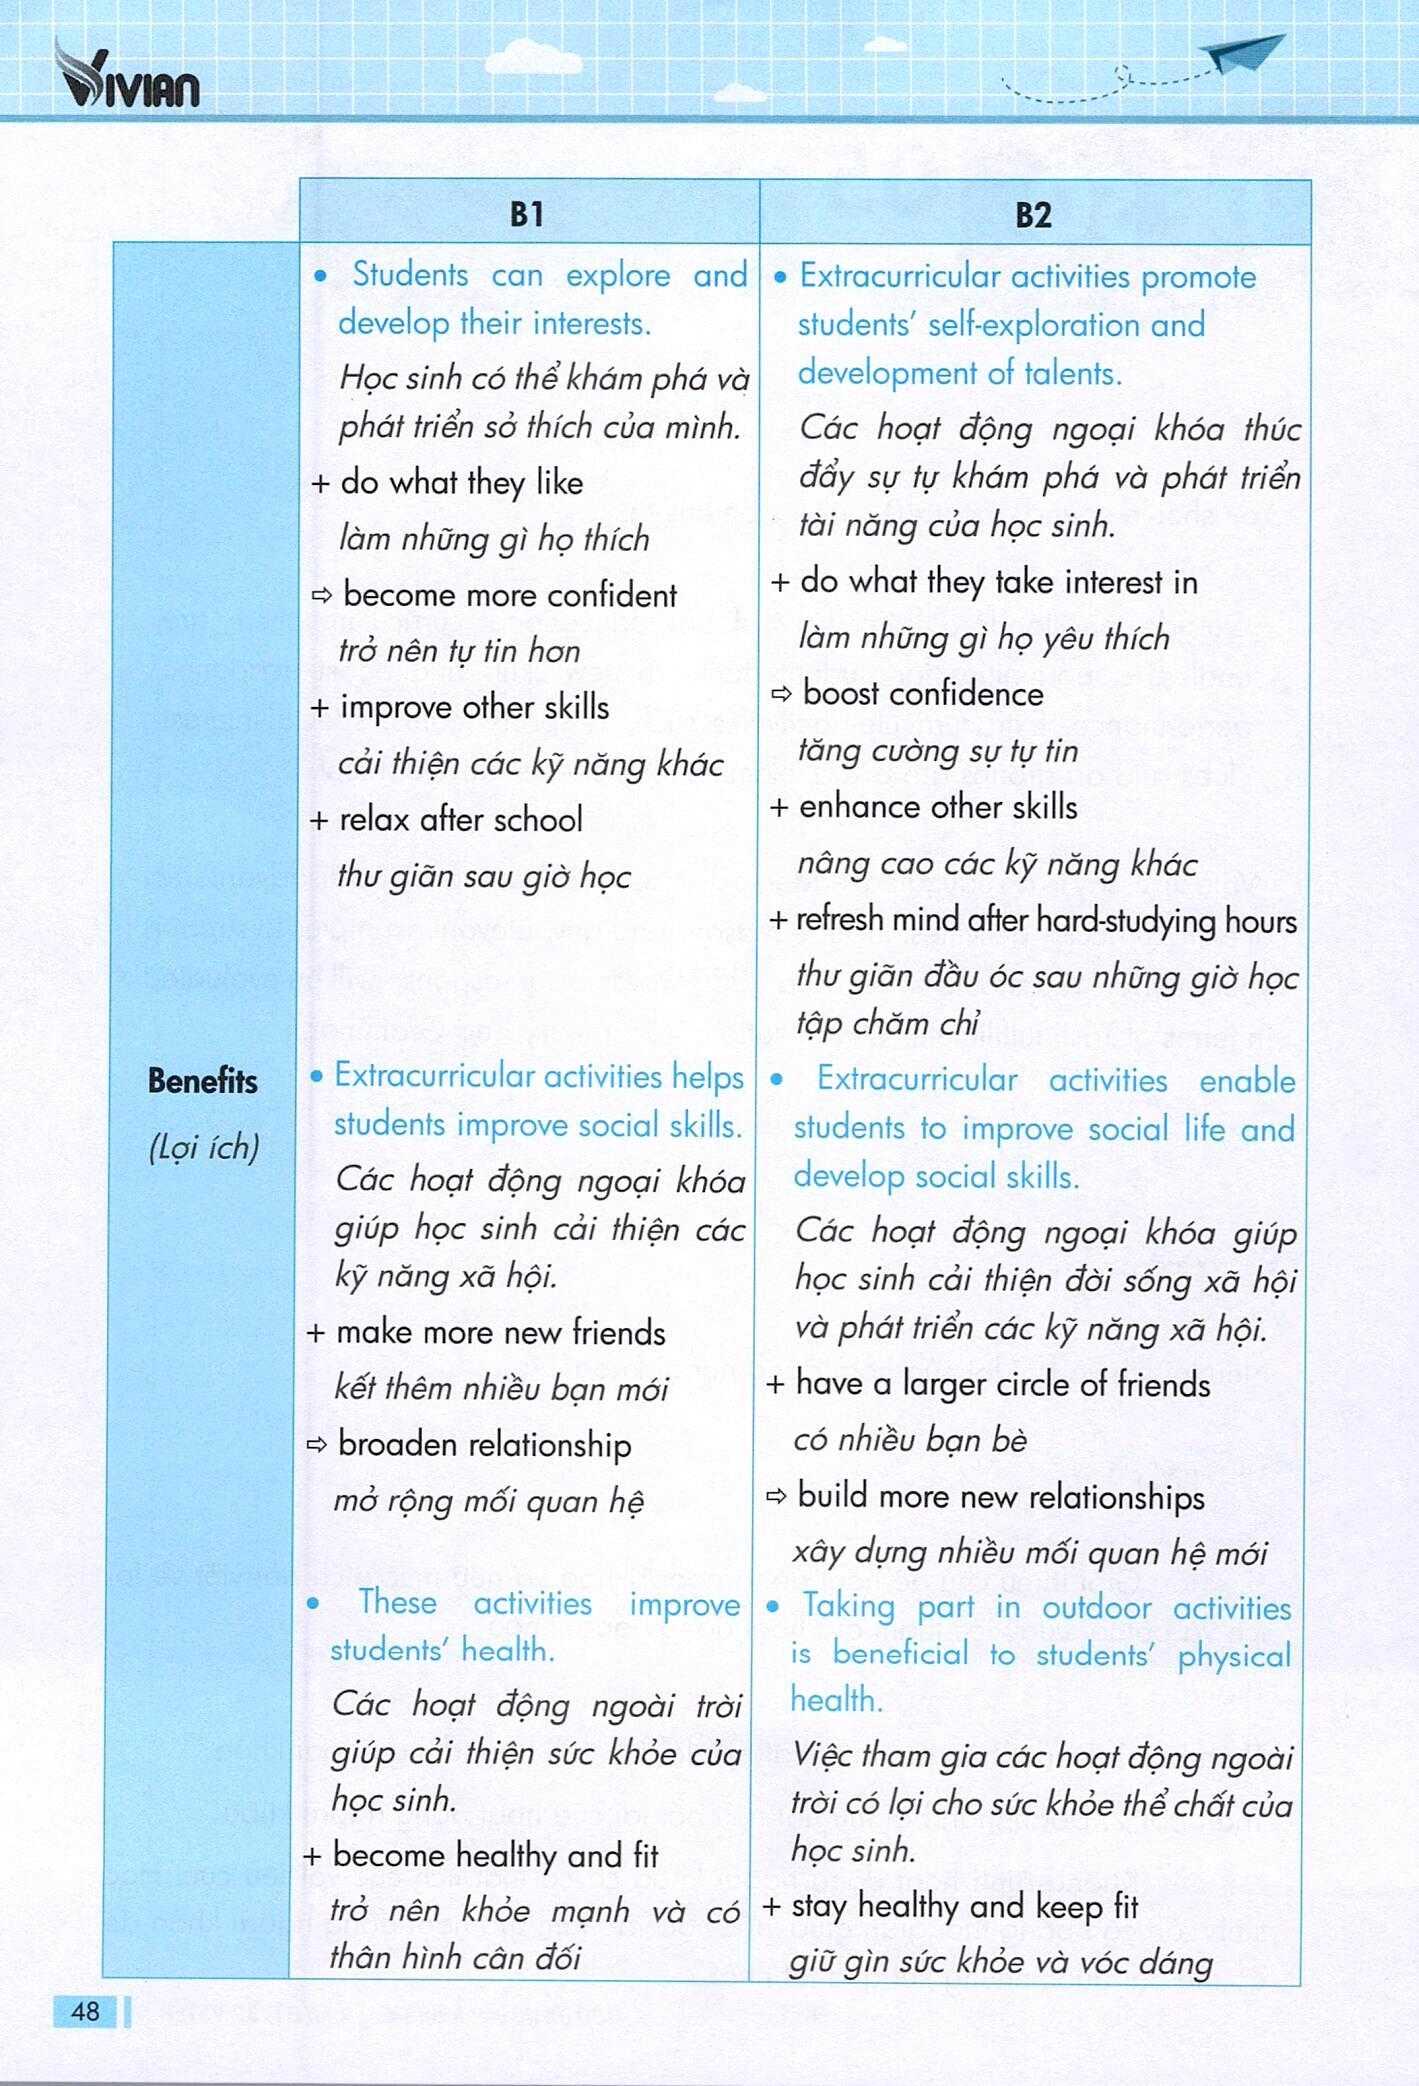 VIVIAN
B1
B2
Benefits
(Lợi ích)
• Students can explore and
develop their interests.
Học sinh có thể khám phá và
phát triển sở thích của mình.
+ do what they like
làm những gì họ thích
⇨ become more confident
trở nên tự tin hơn
+ improve other skills
cải thiện các kỹ năng khác
+ relax after school
thư giãn sau giờ học
• Extracurricular activities promote
students’ self-exploration and
development of talents.
Các hoạt động ngoại khóa thúc
đẩy sự tự khám phá và phát triển
tài năng của học sinh.
+ do what they take interest in
làm những gì họ yêu thích
⇨ boost confidence
tăng cường sự tự tin
+ enhance other skills
nâng cao các kỹ năng khác
+ refresh mind after hard-studying hours
thư giãn đầu óc sau những giờ học
tập chăm chỉ
• Extracurricular activities helps
students improve social skills.
Các hoạt động ngoại khóa
giúp học sinh cải thiện các
kỹ năng xã hội.
+ make more new friends
kết thêm nhiều bạn mới
⇨ broaden relationship
mở rộng mối quan hệ
• Extracurricular activities enable
students to improve social life and
develop social skills.
Các hoạt động ngoại khóa giúp
học sinh cải thiện đời sống xã hội
và phát triển các kỹ năng xã hội.
+ have a larger circle of friends
có nhiều bạn bè
⇨ build more new relationships
xây dựng nhiều mối quan hệ mới
• These activities improve
students’ health.
Các hoạt động ngoài trời
giúp cải thiện sức khỏe của
học sinh.
+ become healthy and fit
trở nên khỏe mạnh và có
thân hình cân đối
• Taking part in outdoor activities
is beneficial to students’ physical
health.
Việc tham gia các hoạt động ngoài
trời có lợi cho sức khỏe thể chất của
học sinh.
+ stay healthy and keep fit
giữ gìn sức khỏe và vóc dáng
48